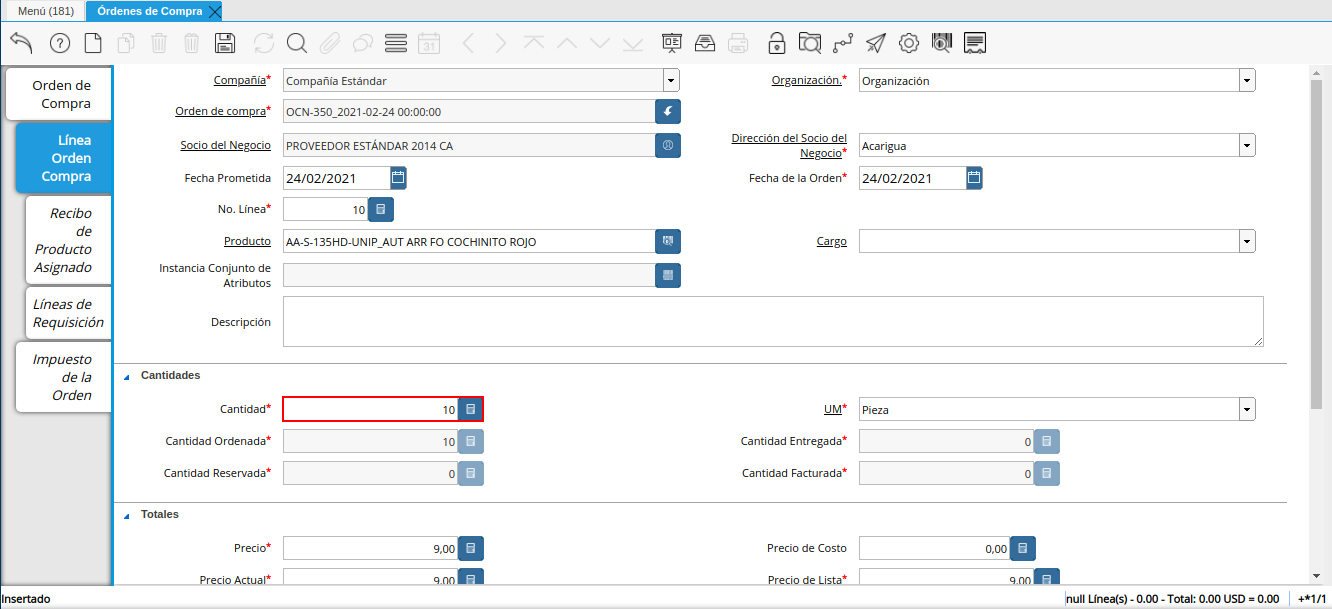 Menú (181)
Órdenes de Compra
31
Orden de
Compra
Línea
Orden
Compra
Recibo
de
Producto
Asignado
Líneas de
Requisición
Impuesto
de la
Orden
Compañía* Compañía Estándar
Organización.* Organización
Orden de compra* OCN-350_2021-02-24 00:00:00
Socio del Negocio PROVEEDOR ESTÁNDAR 2014 CA
Dirección del Socio del
Negocio* Acarigua
Fecha Prometida 24/02/2021
Fecha de la Orden* 24/02/2021
No. Línea* 10
Producto AA-S-135HD-UNIP_AUT ARR FO COCHINITO ROJO
Cargo
Instancia Conjunto de
Atributos
Descripción
Cantidades
Cantidad* 10
UM* Pieza
Cantidad Ordenada* 10
Cantidad Entregada* 0
Cantidad Reservada* 0
Cantidad Facturada* 0
Totales
Precio* 9,00
Precio de Costo 0,00
Precio Actual* 9,00
Precio de Lista* 9,00
Insertado
null Línea(s) - 0.00 - Total: 0.00 USD = 0.00
+*1/1